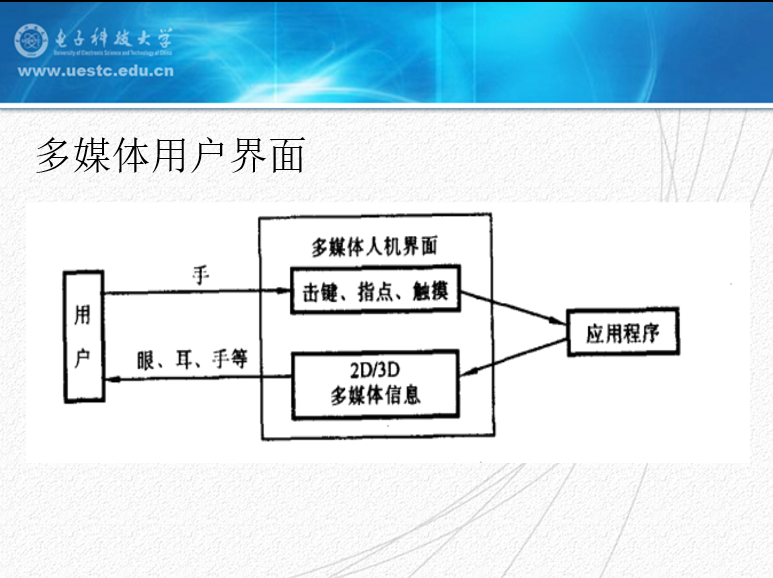 电子科技大学
University of Electronic Science and Technology of China
www.uestc.edu.cn
多媒体用户界面
多媒体人机界面
手
击键、指点、触摸
用户
应用程序
眼、耳、手等
2D/3D
多媒体信息